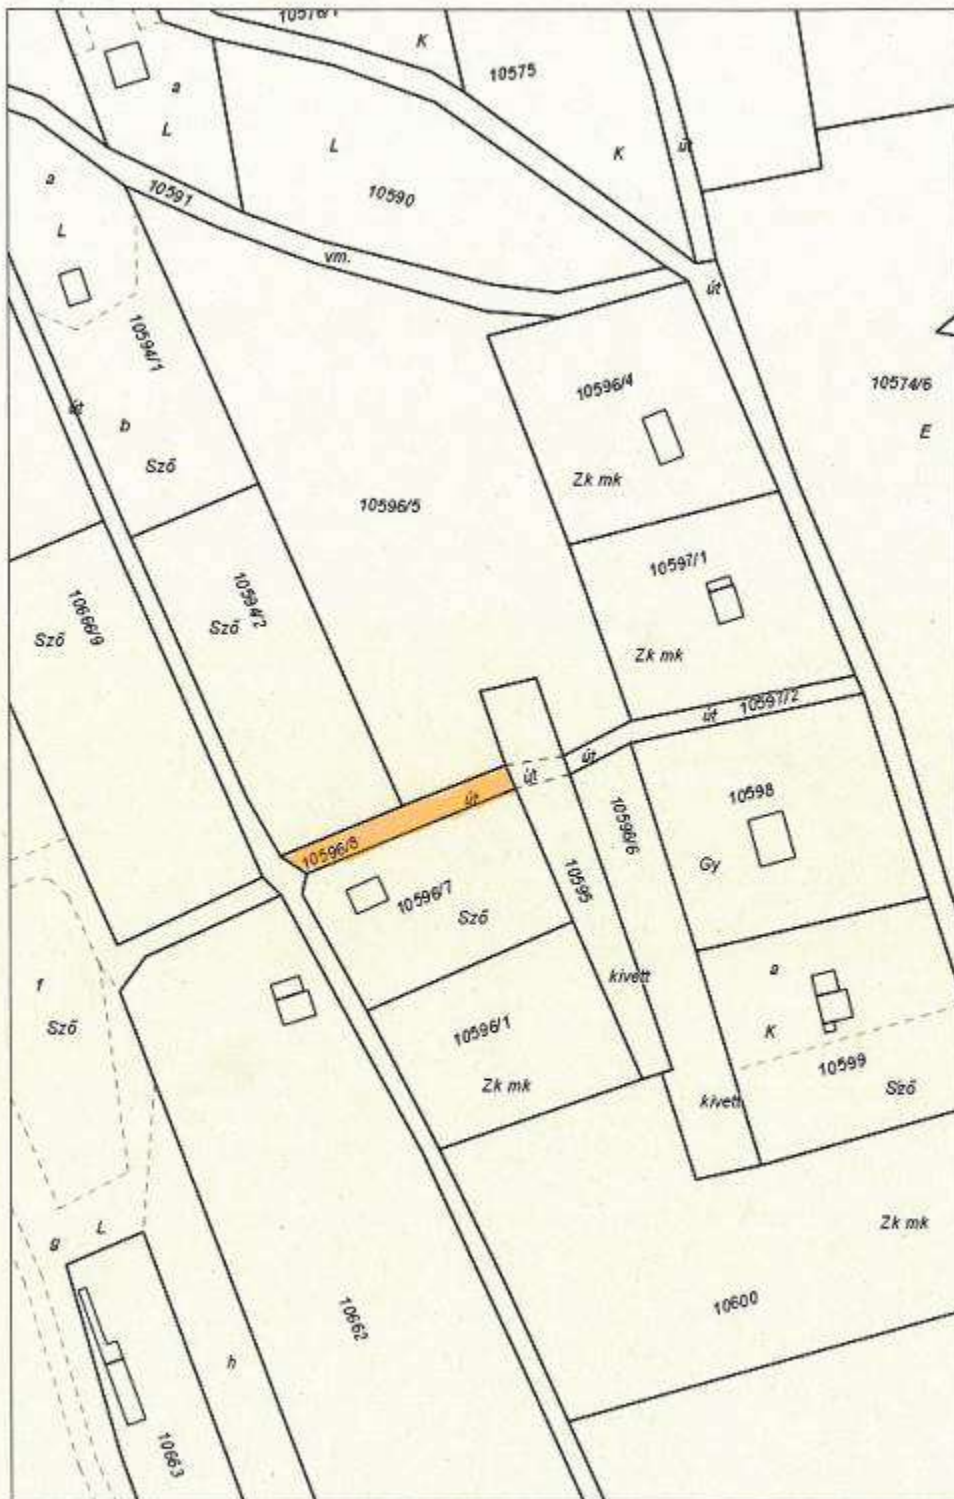 10576/1
K
10575
a
L
L
K
út
a
10591
10590
L
vm.
út
10594/1
10596/4
10574/6
út
b
E
Sző
Zk mk
10596/5
10597/1
10666/9
10594/2
Sző
Sző
Zk mk
út
10597/2
út
út
út
10598
10596/8
10596/6
10595
Gy
10596/7
Sző
a
kivett
f
Sző
K
10596/1
10599
Zk mk
Sző
kivett
L
g
Zk mk
10600
10662
h
10663